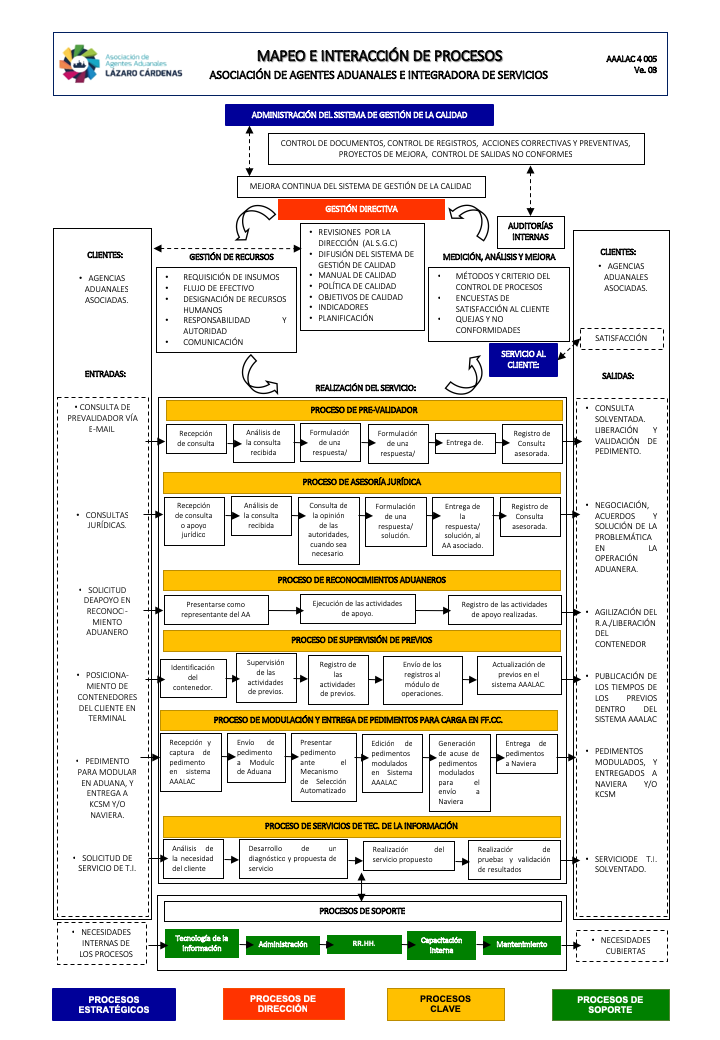 Asociación de
Agentes Aduanales
LÁZARO CÁRDENAS
MAPEO E INTERACCIÓN DE PROCESOS
ASOCIACIÓN DE AGENTES ADUANALES E INTEGRADORA DE SERVICIOS
AAALAC 4 005
Ve. 03
ADMINISTRACIÓN DEL SISTEMA DE GESTIÓN DE LA CALIDAD
CONTROL DE DOCUMENTOS, CONTROL DE REGISTROS, ACCIONES CORRECTIVAS Y PREVENTIVAS,
PROYECTOS DE MEJORA, CONTROL DE SALIDAS NO CONFORMES
MEJORA CONTINUA DEL SISTEMA DE GESTIÓN DE LA CALIDAD
GESTIÓN DIRECTIVA
• REVISIONES POR LA
DIRECCIÓN (AL S.G.C)
• DIFUSIÓN DEL SISTEMA DE
GESTIÓN DE CALIDAD
• MANUAL DE CALIDAD
• POLÍTICA DE CALIDAD
• OBJETIVOS DE CALIDAD
• INDICADORES
• PLANIFICACIÓN
AUDITORÍAS
INTERNAS
GESTIÓN DE RECURSOS
• REQUISICIÓN DE INSUMOS
• FLUJO DE EFECTIVO
• DESIGNACIÓN DE RECURSOS
HUMANOS
• RESPONSABILIDAD Y
AUTORIDAD
• COMUNICACIÓN
MEDICIÓN, ANÁLISIS Y MEJORA
• MÉTODOS Y CRITERIO DEL
CONTROL DE PROCESOS
• ENCUESTAS DE
SATISFACCIÓN AL CLIENTE
• QUEJAS Y NO
CONFORMIDADES
SERVICIO AL
CLIENTE:
CLIENTES:
• AGENCIAS
ADUANALES
ASOCIADAS.
ENTRADAS:
• CONSULTA DE
PREVALIDADOR VÍA
E-MAIL
• CONSULTAS
JURÍDICAS.
• SOLICITUD
DEAPOYO EN
RECONOCI-
MIENTO
ADUANERO
• POSICIONA-
MIENTO DE
CONTENEDORES
DEL CLIENTE EN
TERMINAL
• PEDIMENTO
PARA MODULAR
EN ADUANA, Y
ENTREGA A
KCSM Y/O
NAVIERA.
• SOLICITUD DE
SERVICIO DE T.I.
• NECESIDADES
INTERNAS DE
LOS PROCESOS
CLIENTES:
• AGENCIAS
ADUANALES
ASOCIADAS.
SATISFACCIÓN
SALIDAS:
• CONSULTA
SOLVENTADA.
LIBERACIÓN Y
VALIDACIÓN DE
PEDIMENTO.
• NEGOCIACIÓN,
ACUERDOS Y
SOLUCIÓN DE LA
PROBLEMÁTICA
EN LA
OPERACIÓN
ADUANERA.
• AGILIZACIÓN DEL
R.A./LIBERACIÓN
DEL
CONTENEDOR
• PUBLICACIÓN DE
LOS TIEMPOS DE
LOS PREVIOS
DENTRO DEL
SISTEMA AAALAC
• PEDIMENTOS
MODULADOS, Y
ENTREGADOS A
NAVIERA Y/O
KCSM
• SERVICIODE T.I.
SOLVENTADO.
• NECESIDADES
CUBIERTAS
REALIZACIÓN DEL SERVICIO:
PROCESO DE PRE-VALIDADOR
Recepción
de consulta
Análisis de
la consulta
recibida
Formulación
de una
respuesta/
Formulación
de una
respuesta/
Entrega de.
Registro de
Consulta
asesorada.
PROCESO DE ASESORÍA JURÍDICA
Recepción
de consulta
o apoyo
jurídico
Análisis de
la consulta
recibida
Consulta de
la opinión
de las
autoridades,
cuando sea
necesario.
Formulación
de una
respuesta/
solución.
Entrega de
la
respuesta/
solución, al
AA asociado.
Registro de
Consulta
asesorada.
PROCESO DE RECONOCIMIENTOS ADUANEROS
Presentarse como
representante del AA
Ejecución de las actividades
de apoyo.
Registro de las actividades
de apoyo realizadas.
PROCESO DE SUPERVISIÓN DE PREVIOS
Identificación
del
contenedor.
Supervisión
de las
actividades
de previos.
Registro de
las
actividades
de previos.
Envío de los
registros al
módulo de
operaciones.
Actualización de
previos en el
sistema AAALAC.
PROCESO DE MODULACIÓN Y ENTREGA DE PEDIMENTOS PARA CARGA EN FF.CC.
Recepción y
captura de
pedimento
en sistema
AAALAC
Envío de
pedimento
a Modulo
de Aduana
Presentar
pedimento
ante el
Mecanismo
de Selección
Automatizado
Edición de
pedimentos
modulados
en Sistema
AAALAC
Generación
de acuse de
pedimentos
modulados
para el
envío a
Naviera
Entrega de
pedimentos
a Naviera
PROCESO DE SERVICIOS DE TEC. DE LA INFORMACIÓN
Análisis de
la necesidad
del cliente
Desarrollo de un
diagnóstico y propuesta de
servicio
Realización del
servicio propuesto
Realización de
pruebas y validación
de resultados
PROCESOS DE SOPORTE
Tecnología de la
Información
Administración
RR.HH.
Capacitación
Interna
Mantenimiento
PROCESOS
ESTRATÉGICOS
PROCESOS DE
DIRECCIÓN
PROCESOS
CLAVE
PROCESOS DE
SOPORTE